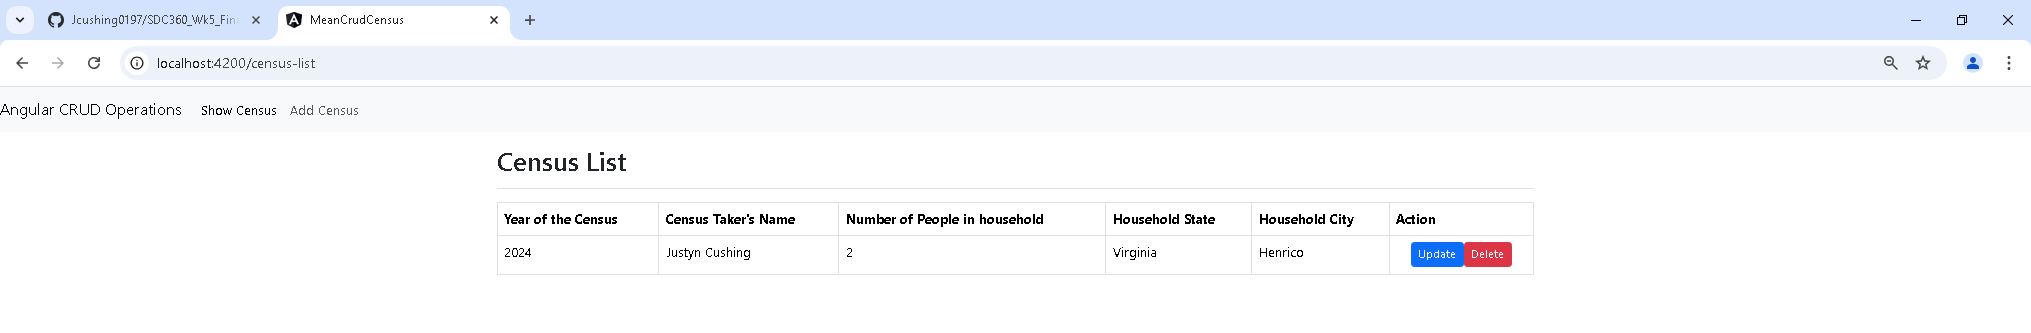 Jcushing0197/SDC360_Wk5_Fin
MeanCrudCensus
localhost:4200/census-list
Angular CRUD Operations Show Census Add Census
Census List
Year of the Census Census Taker's Name Number of People in household Household State Household City Action
2024 Justyn Cushing 2 Virginia Henrico Update Delete